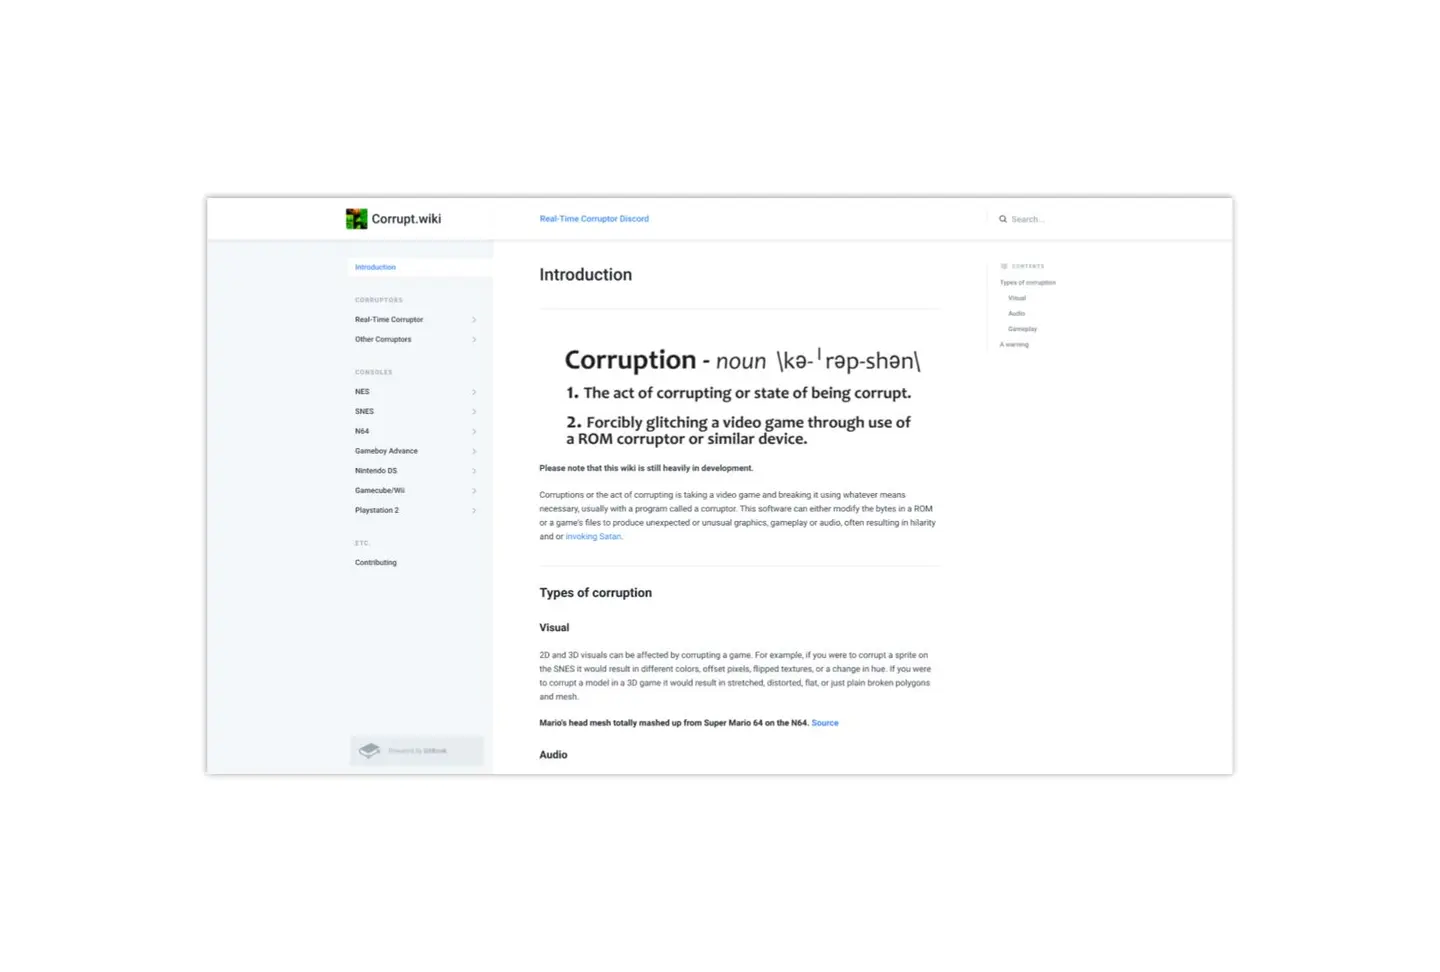 Corrupt.wiki
Real-Time Corruptor Discord
Search...
Introduction
CORRUPTORS
Real-Time Corruptor
Other Corruptors
CONSOLES
NES
SNES
N64
Gameboy Advance
Nintendo DS
Gamecube/Wii
Playstation 2
ETC.
Contributing
Powered by GitBook
Introduction
Corruption - noun \kə-ˈrəp-shən\
1. The act of corrupting or state of being corrupt.
2. Forcibly glitching a video game through use of
a ROM corruptor or similar device.
Please note that this wiki is still heavily in development.
Corruptions or the act of corrupting is taking a video game and breaking it using whatever means
necessary, usually with a program called a corruptor. This software can either modify the bytes in a ROM
or a game's files to produce unexpected or unusual graphics, gameplay or audio, often resulting in hilarity
and or invoking Satan.
Types of corruption
Visual
2D and 3D visuals can be affected by corrupting a game. For example, if you were to corrupt a sprite on
the SNES it would result in different colors, offset pixels, flipped textures, or a change in hue. If you were
to corrupt a model in a 3D game it would result in stretched, distorted, flat, or just plain broken polygons
and mesh.
Mario's head mesh totally mashed up from Super Mario 64 on the N64. Source
Audio
CONTENTS
Types of corruption
Visual
Audio
Gameplay
A warning